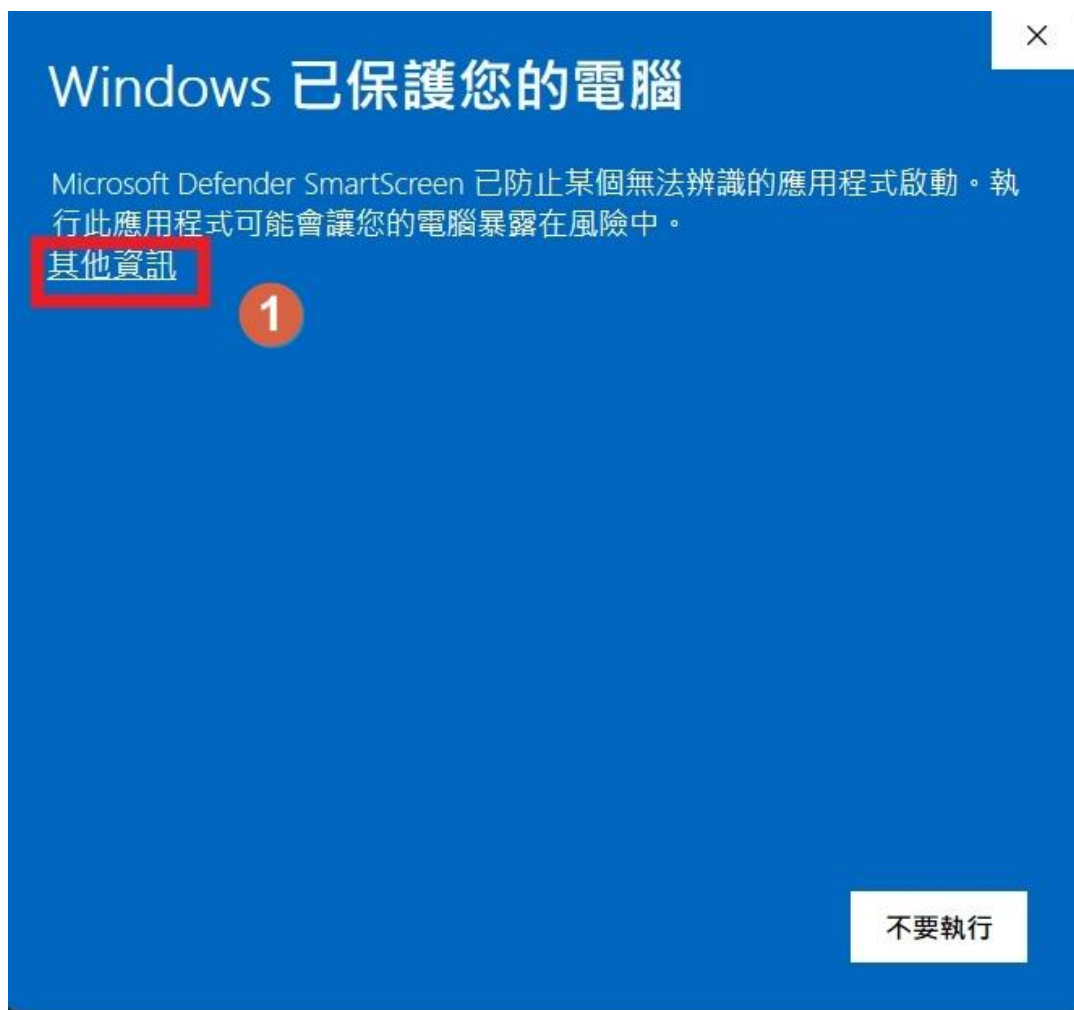 Windows 已保護您的電腦
Microsoft Defender SmartScreen 已防止某個無法辨識的應用程式啟動。執
行此應用程式可能會讓您的電腦暴露在風險中。
其他資訊
1
不要執行